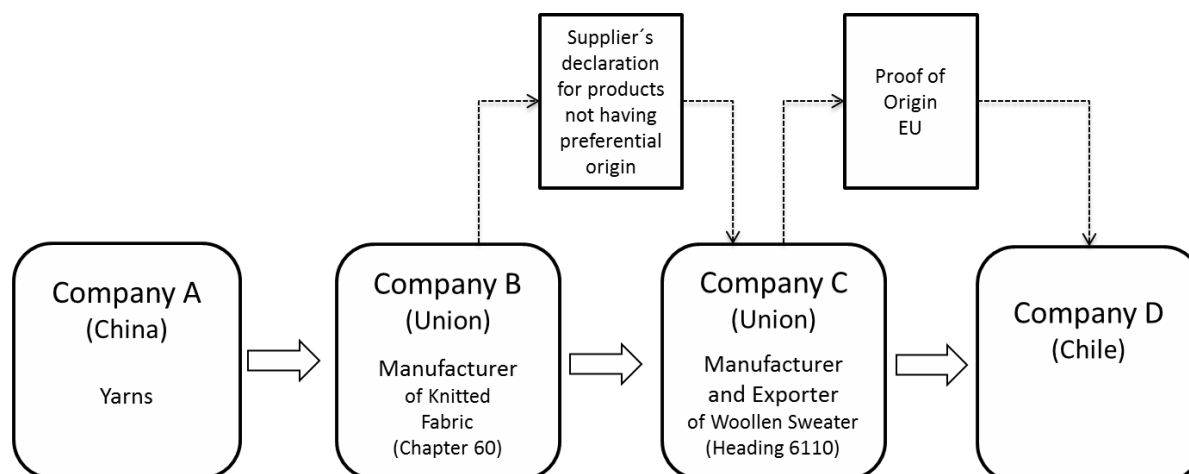 Supplier´s
declaration
for products
not having
preferential
origin
Proof of
Origin
EU
Company A
(China)
Yarns
Company B
(Union)
Manufacturer
of Knitted
Fabric
(Chapter 60)
Company C
(Union)
Manufacturer
and Exporter
of Woollen Sweater
(Heading 6110)
Company D
(Chile)